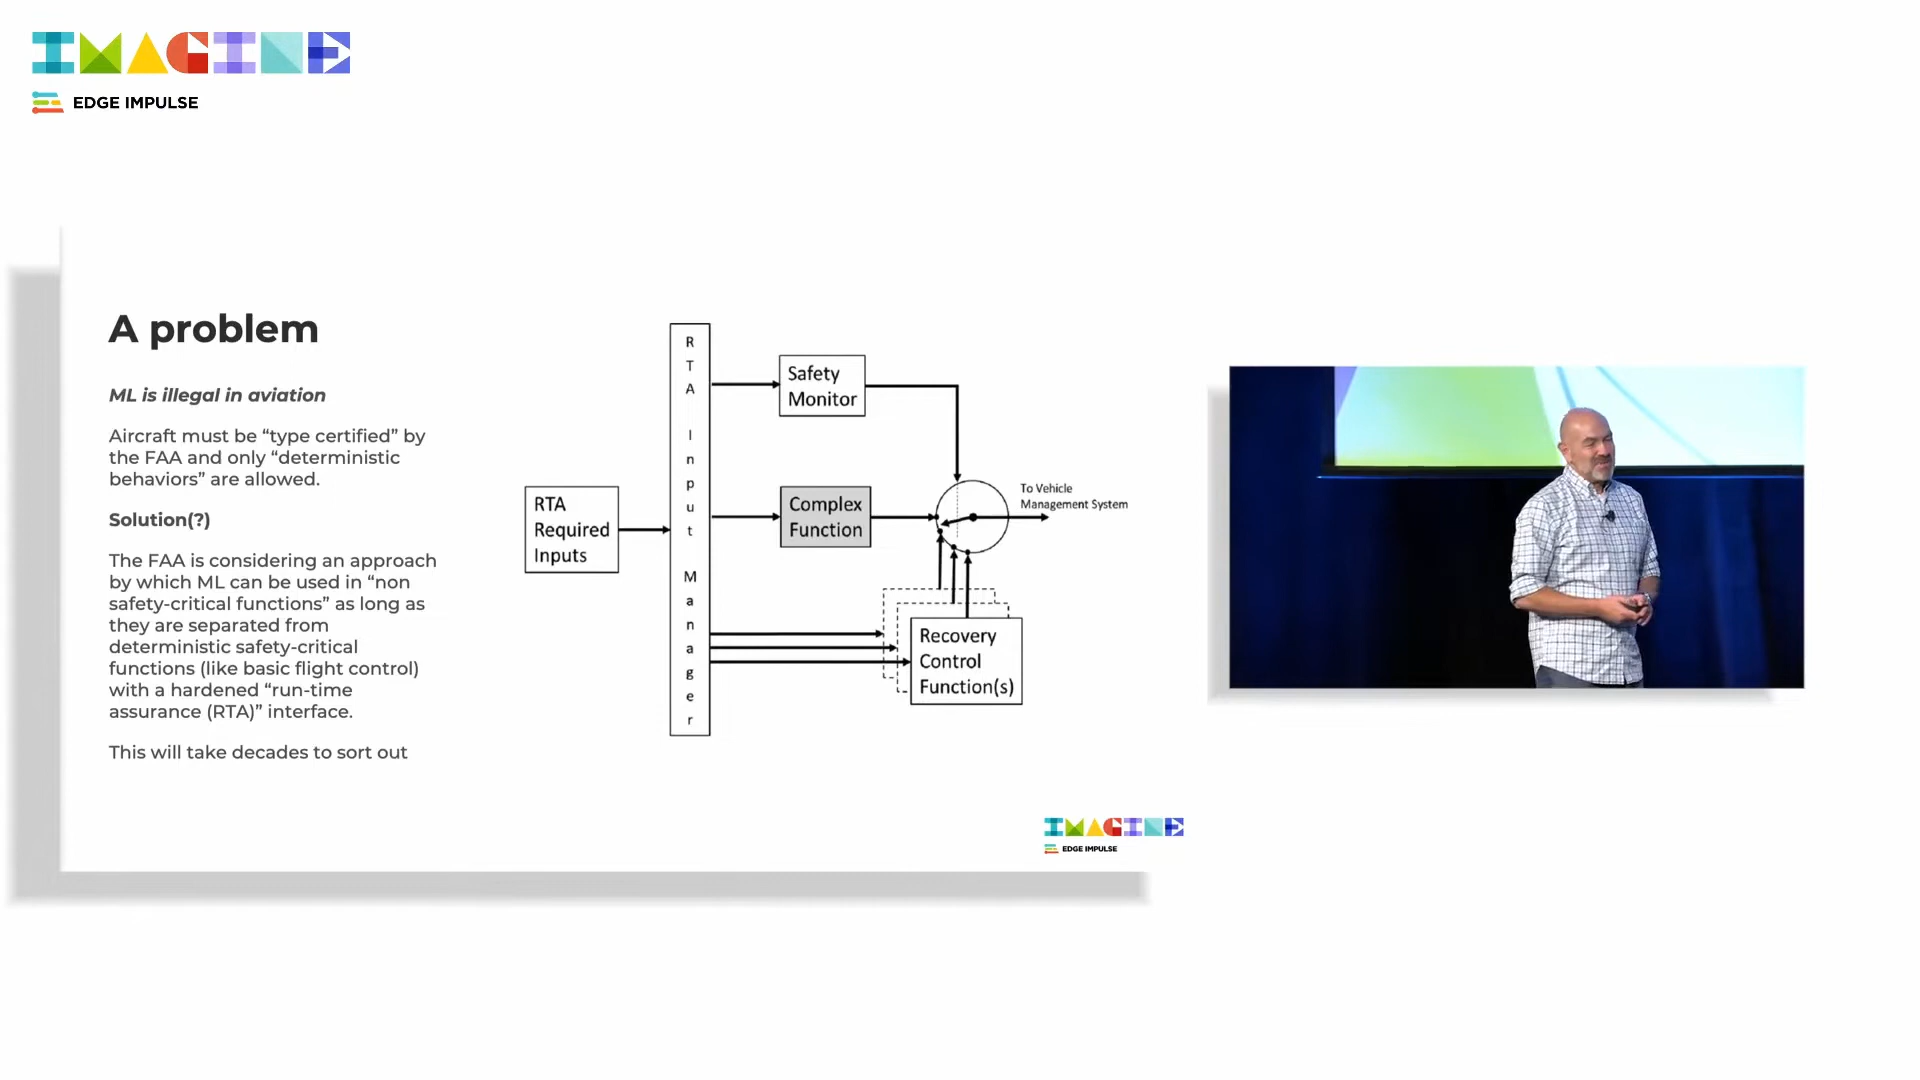 IMAGINE
EDGE IMPULSE
A problem
ML is illegal in aviation
Aircraft must be “type certified” by
the FAA and only “deterministic
behaviors” are allowed.
Solution(?)
The FAA is considering an approach
by which ML can be used in “non
safety-critical functions” as long as
they are separated from
deterministic safety-critical
functions (like basic flight control)
with a hardened “run-time
assurance (RTA)” interface.
This will take decades to sort out
RTA
Required
Inputs
RTA Input Manager
Safety
Monitor
Complex
Function
Recovery
Control
Function(s)
To Vehicle
Management System
IMAGINE
EDGE IMPULSE